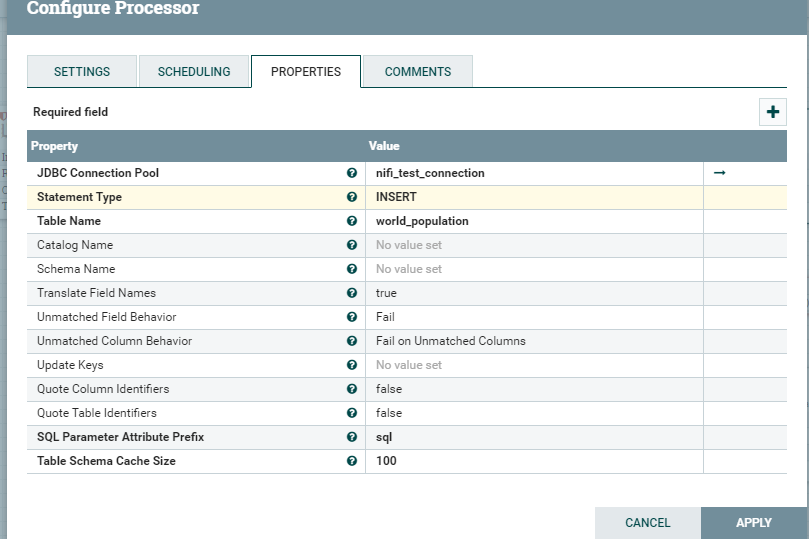 Configure Processor
SETTINGS SCHEDULING PROPERTIES COMMENTS
Required field
Property Value
JDBC Connection Pool nifi_test_connection
Statement Type INSERT
Table Name world_population
Catalog Name No value set
Schema Name No value set
Translate Field Names true
Unmatched Field Behavior Fail
Unmatched Column Behavior Fail on Unmatched Columns
Update Keys No value set
Quote Column Identifiers false
Quote Table Identifiers false
SQL Parameter Attribute Prefix sql
Table Schema Cache Size 100
CANCEL APPLY